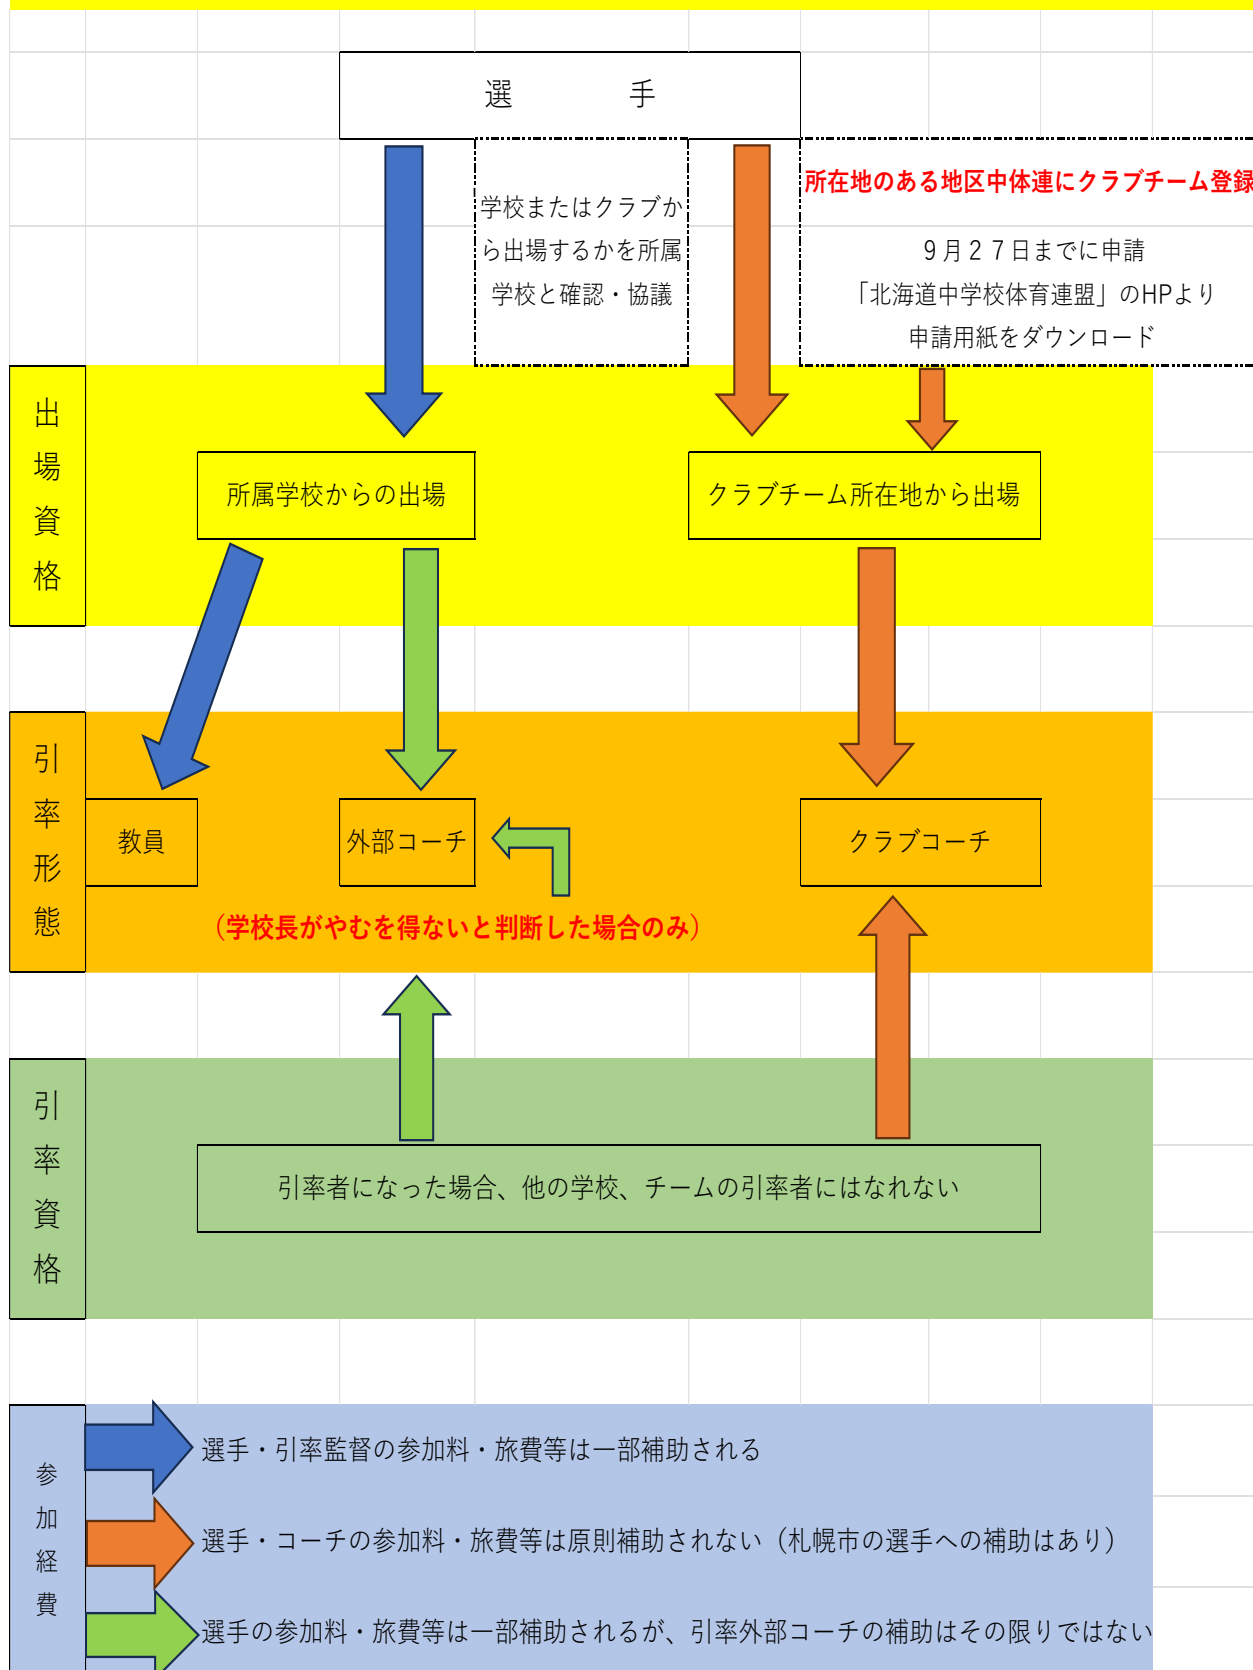 選　　　手
学校またはクラブか
ら出場するかを所属
学校と確認・協議
所在地のある地区中体連にクラブチーム登録
９月２７日までに申請
「北海道中学校体育連盟」のHPより
申請用紙をダウンロード
出場資格
所属学校からの出場
クラブチーム所在地から出場
引率形態
教員
外部コーチ
クラブコーチ
（学校長がやむを得ないと判断した場合のみ）
引率資格
引率者になった場合、他の学校、チームの引率者にはなれない
参加経費
選手・引率監督の参加料・旅費等は一部補助される
選手・コーチの参加料・旅費等は原則補助されない（札幌市の選手への補助はあり）
選手の参加料・旅費等は一部補助されるが、引率外部コーチの補助はその限りではない